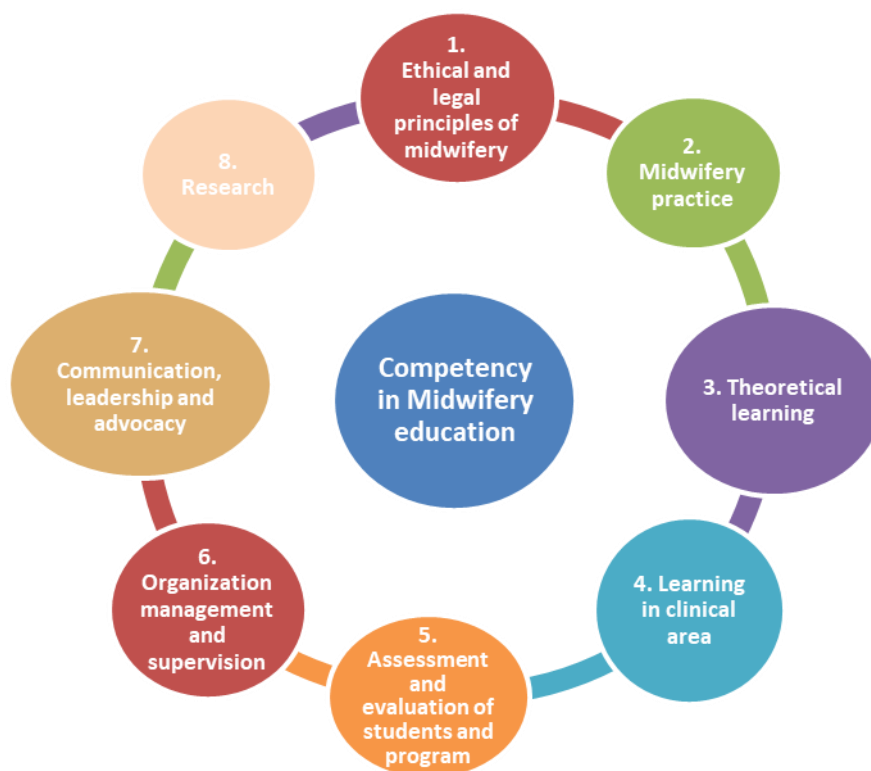 1.
Ethical and
legal
principles of
midwifery
2.
Midwifery
practice
3. Theoretical
learning
4. Learning
in clinical
area
5.
Assessment
and
evaluation of
students and
program
6.
Organization
management
and
supervision
7.
Communication,
leadership and
advocacy
8.
Research
Competency
in Midwifery
education